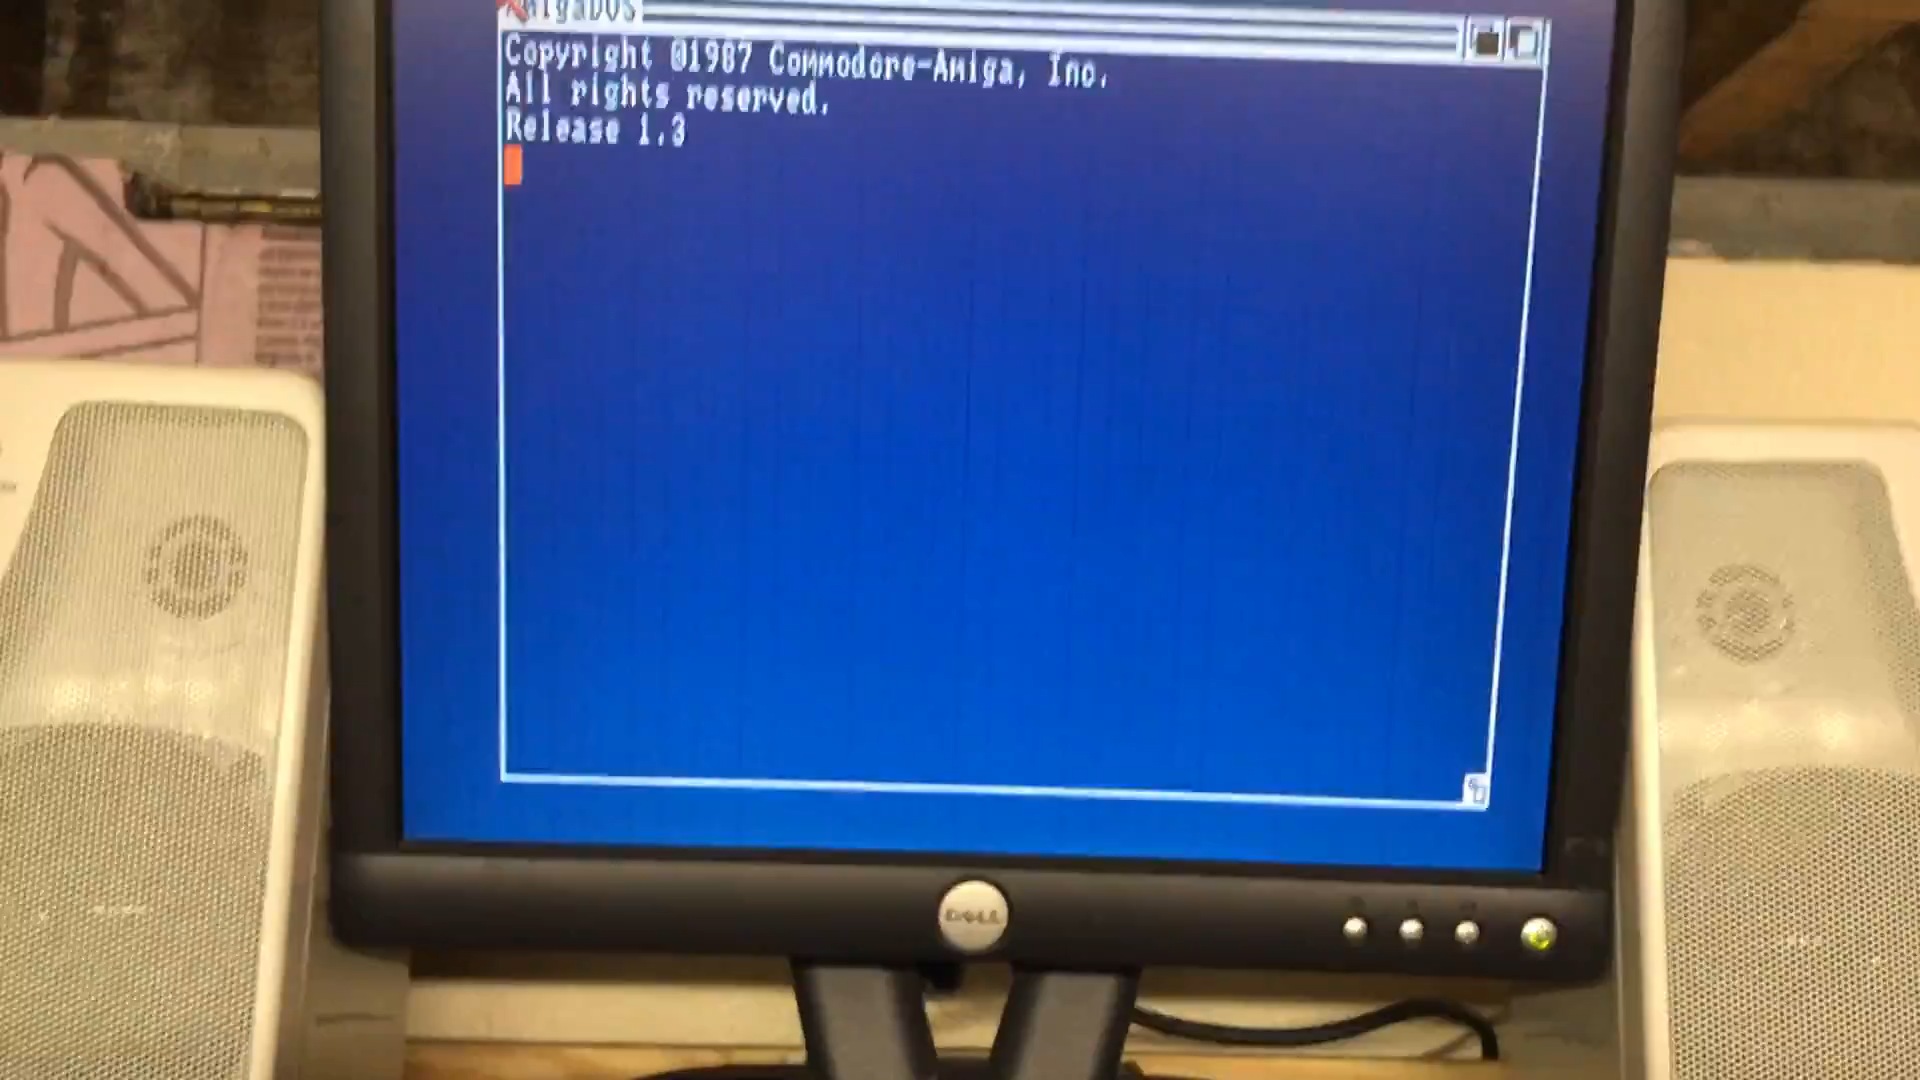 AmigaDOS
Copyright @1987 Commodore-Amiga, Inc.
All rights reserved.
Release 1.3
DELL